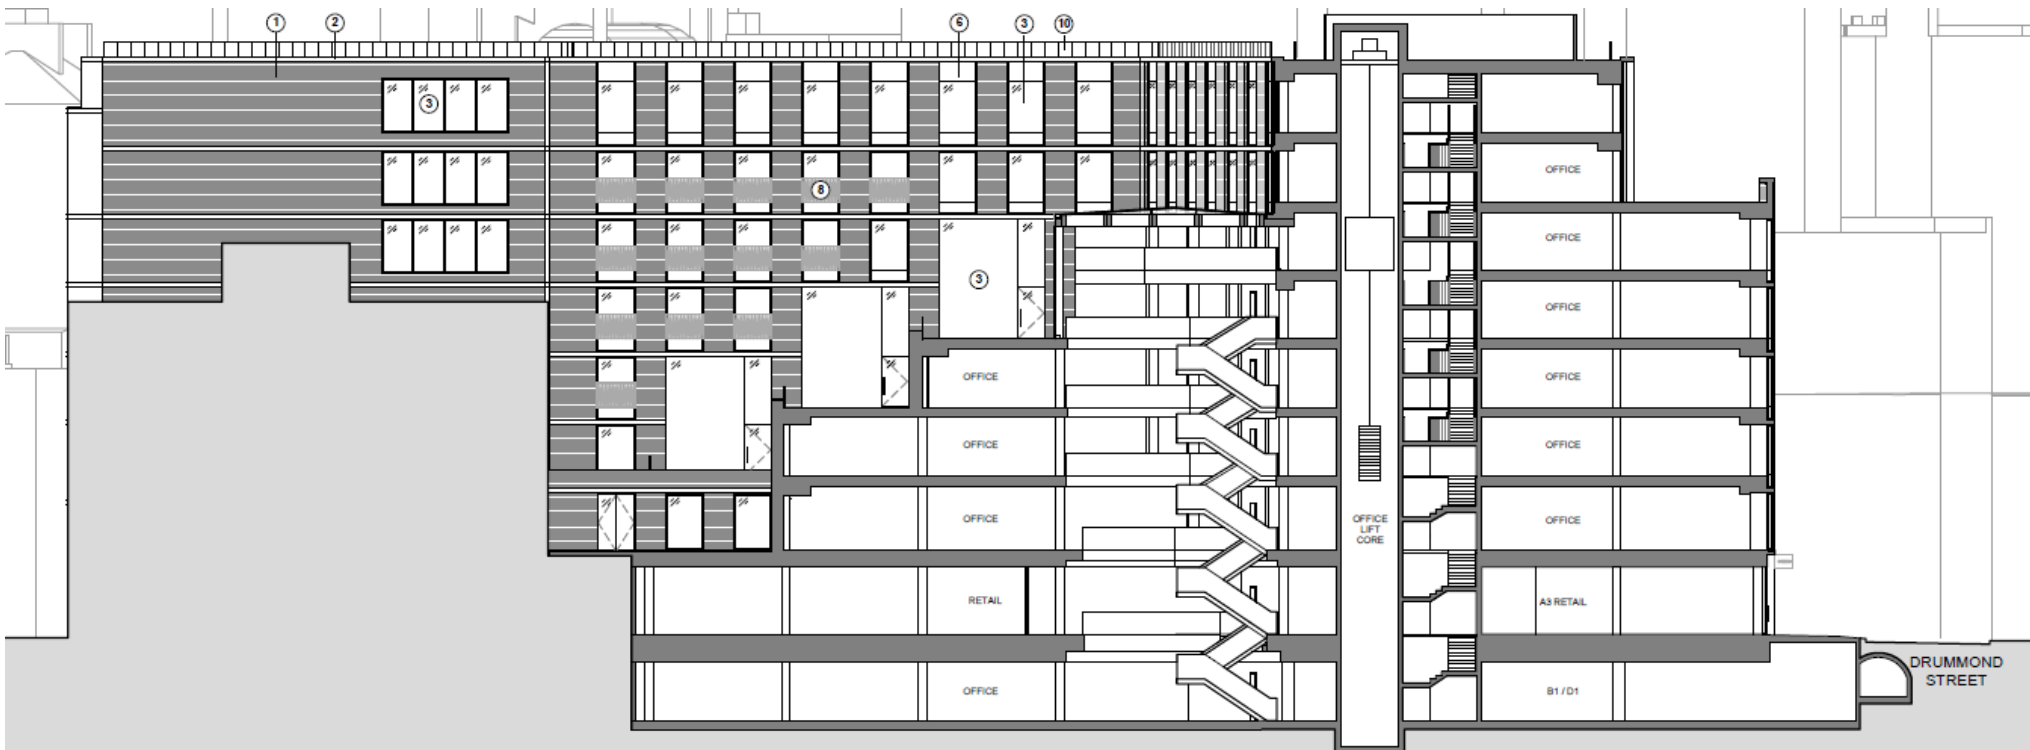 1
2
6
3
10
3
8
3
OFFICE
OFFICE
OFFICE
OFFICE
OFFICE
OFFICE
OFFICE
OFFICE
OFFICE
OFFICE
OFFICE
LIFT
CORE
RETAIL
A3 RETAIL
OFFICE
B1 / D1
DRUMMOND
STREET